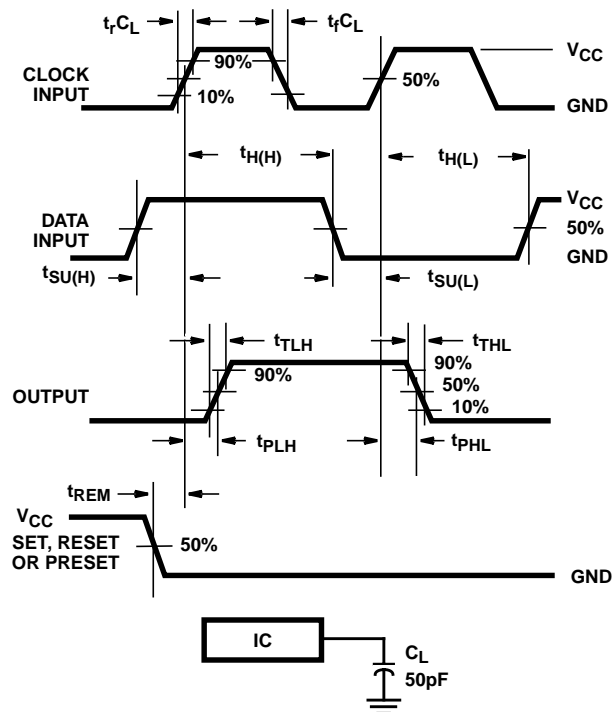 trCL
tfCL
VCC
90%
CLOCK
INPUT
50%
10%
GND
tH(H)
tH(L)
VCC
DATA
INPUT
50%
GND
tSU(H)
tSU(L)
tTLH
tTHL
90%
90%
50%
OUTPUT
10%
tPLH
tPHL
tREM
VCC
SET, RESET
OR PRESET
50%
GND
IC
CL
50pF